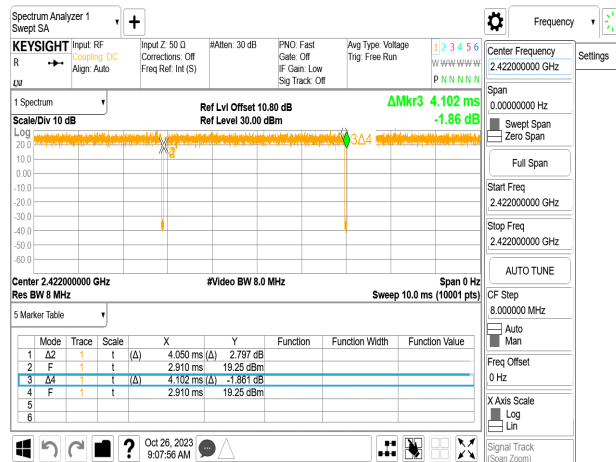 Spectrum Analyzer 1
Swept SA
Frequency
KEYSIGHT Input: RF Input Z: 50 Ω #Atten: 30 dB PNO: Fast Avg Type: Voltage 1 2 3 4 5 6
R Coupling: DC Corrections: Off Gate: Off Trig: Free Run W W W W W W
Align: Auto Freq Ref: Int (S) IF Gain: Low
LXI Sig Track: Off P N N N N N
1 Spectrum
Ref Lvl Offset 10.80 dB ΔMkr3 4.102 ms
Scale/Div 10 dB Ref Level 30.00 dBm -1.86 dB
Log
20.0
10.00
0.00
-10.0
-20.0
-30.0
-40.0
-50.0
-60.0
2
3Δ4
Center 2.422000000 GHz #Video BW 8.0 MHz Span 0 Hz
Res BW 8 MHz Sweep 10.0 ms (10001 pts)
5 Marker Table
Mode Trace Scale X Y Function Function Width Function Value
1 Δ2 1 t (Δ) 4.050 ms (Δ) 2.797 dB
2 F 1 t 2.910 ms 19.25 dBm
3 Δ4 1 t (Δ) 4.102 ms (Δ) -1.861 dB
4 F 1 t 2.910 ms 19.25 dBm
5
6
Oct 26, 2023
9:07:56 AM
?
Center Frequency
2.422000000 GHz
Settings
Span
0.00000000 Hz
Swept Span
Zero Span
Full Span
Start Freq
2.422000000 GHz
Stop Freq
2.422000000 GHz
AUTO TUNE
CF Step
8.000000 MHz
Auto
Man
Freq Offset
0 Hz
X Axis Scale
Log
Lin
Signal Track
(Span Zoom)